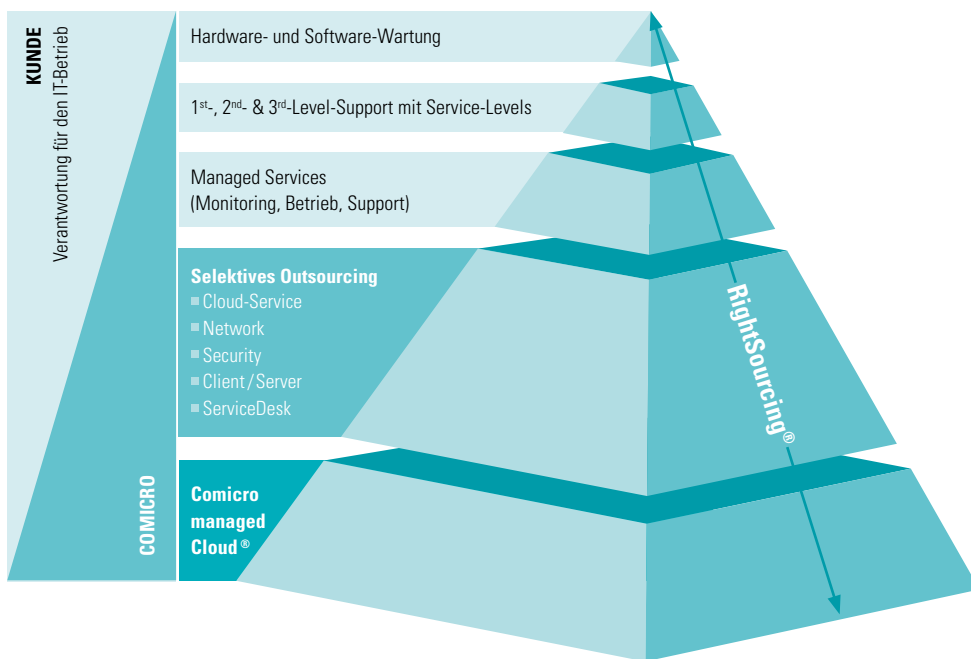 KUNDE
Verantwortung für den IT-Betrieb
COMICRO
Hardware- und Software-Wartung
1st-, 2nd- & 3rd-Level-Support mit Service-Levels
Managed Services
(Monitoring, Betrieb, Support)
Selektives Outsourcing
Cloud-Service
Network
Security
Client / Server
ServiceDesk
Comicro
managed
Cloud ®
RightSourcing®